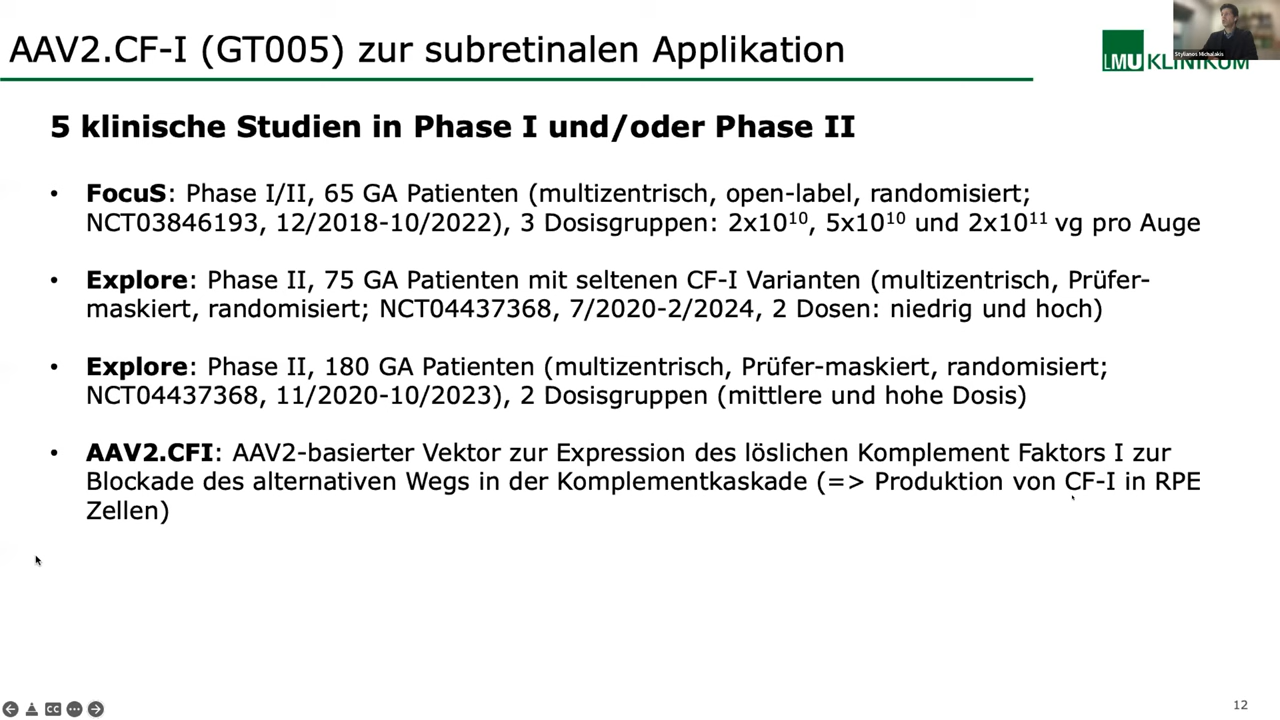 AAV2.CF-I (GT005) zur subretinalen Applikation
Stylianos Michalakis
LMU KLINIKUM
5 klinische Studien in Phase I und/oder Phase II
• FocuS: Phase I/II, 65 GA Patienten (multizentrisch, open-label, randomisiert;
NCT03846193, 12/2018-10/2022), 3 Dosisgruppen: 2x10¹⁰, 5x10¹⁰ und 2x10¹¹ vg pro Auge
• Explore: Phase II, 75 GA Patienten mit seltenen CF-I Varianten (multizentrisch, Prüfer-
maskiert, randomisiert; NCT04437368, 7/2020-2/2024, 2 Dosen: niedrig und hoch)
• Explore: Phase II, 180 GA Patienten (multizentrisch, Prüfer-maskiert, randomisiert;
NCT04437368, 11/2020-10/2023), 2 Dosisgruppen (mittlere und hohe Dosis)
• AAV2.CFI: AAV2-basierter Vektor zur Expression des löslichen Komplement Faktors I zur
Blockade des alternativen Wegs in der Komplementkaskade (=> Produktion von CF-I in RPE
Zellen)
CC
12